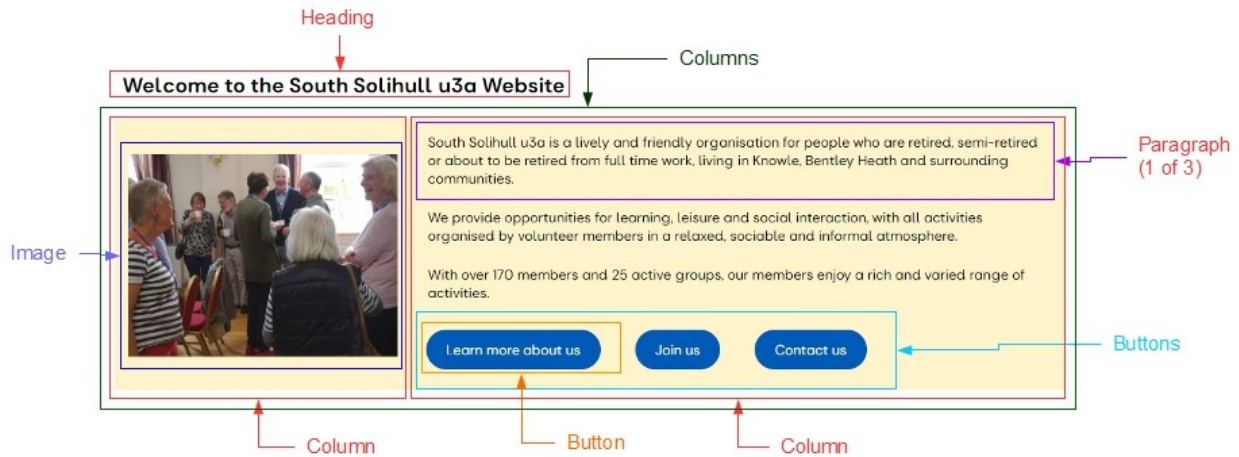 Heading
Columns
Welcome to the South Solihull u3a Website
South Solihull u3a is a lively and friendly organisation for people who are retired, semi-retired
or about to be retired from full time work, living in Knowle, Bentley Heath and surrounding
communities.
Paragraph
(1 of 3)
We provide opportunities for learning, leisure and social interaction, with all activities
organised by volunteer members in a relaxed, sociable and informal atmosphere.
Image
With over 170 members and 25 active groups, our members enjoy a rich and varied range of
activities.
Learn more about us
Join us
Contact us
Buttons
Column
Button
Column